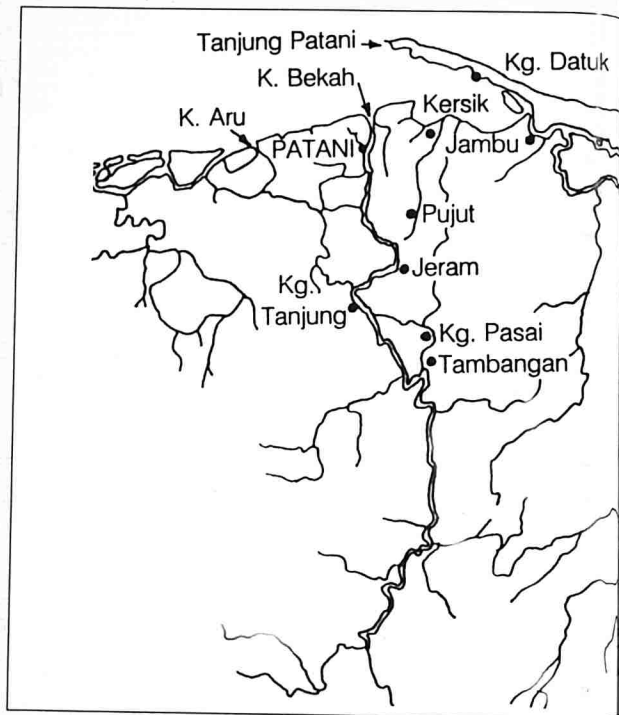 Tanjung Patani
Kg. Datuk
K. Bekah
Kersik
K. Aru
PATANI
Jambu
Pujut
Jeram
Kg.
Tanjung
Kg. Pasai
Tambangan